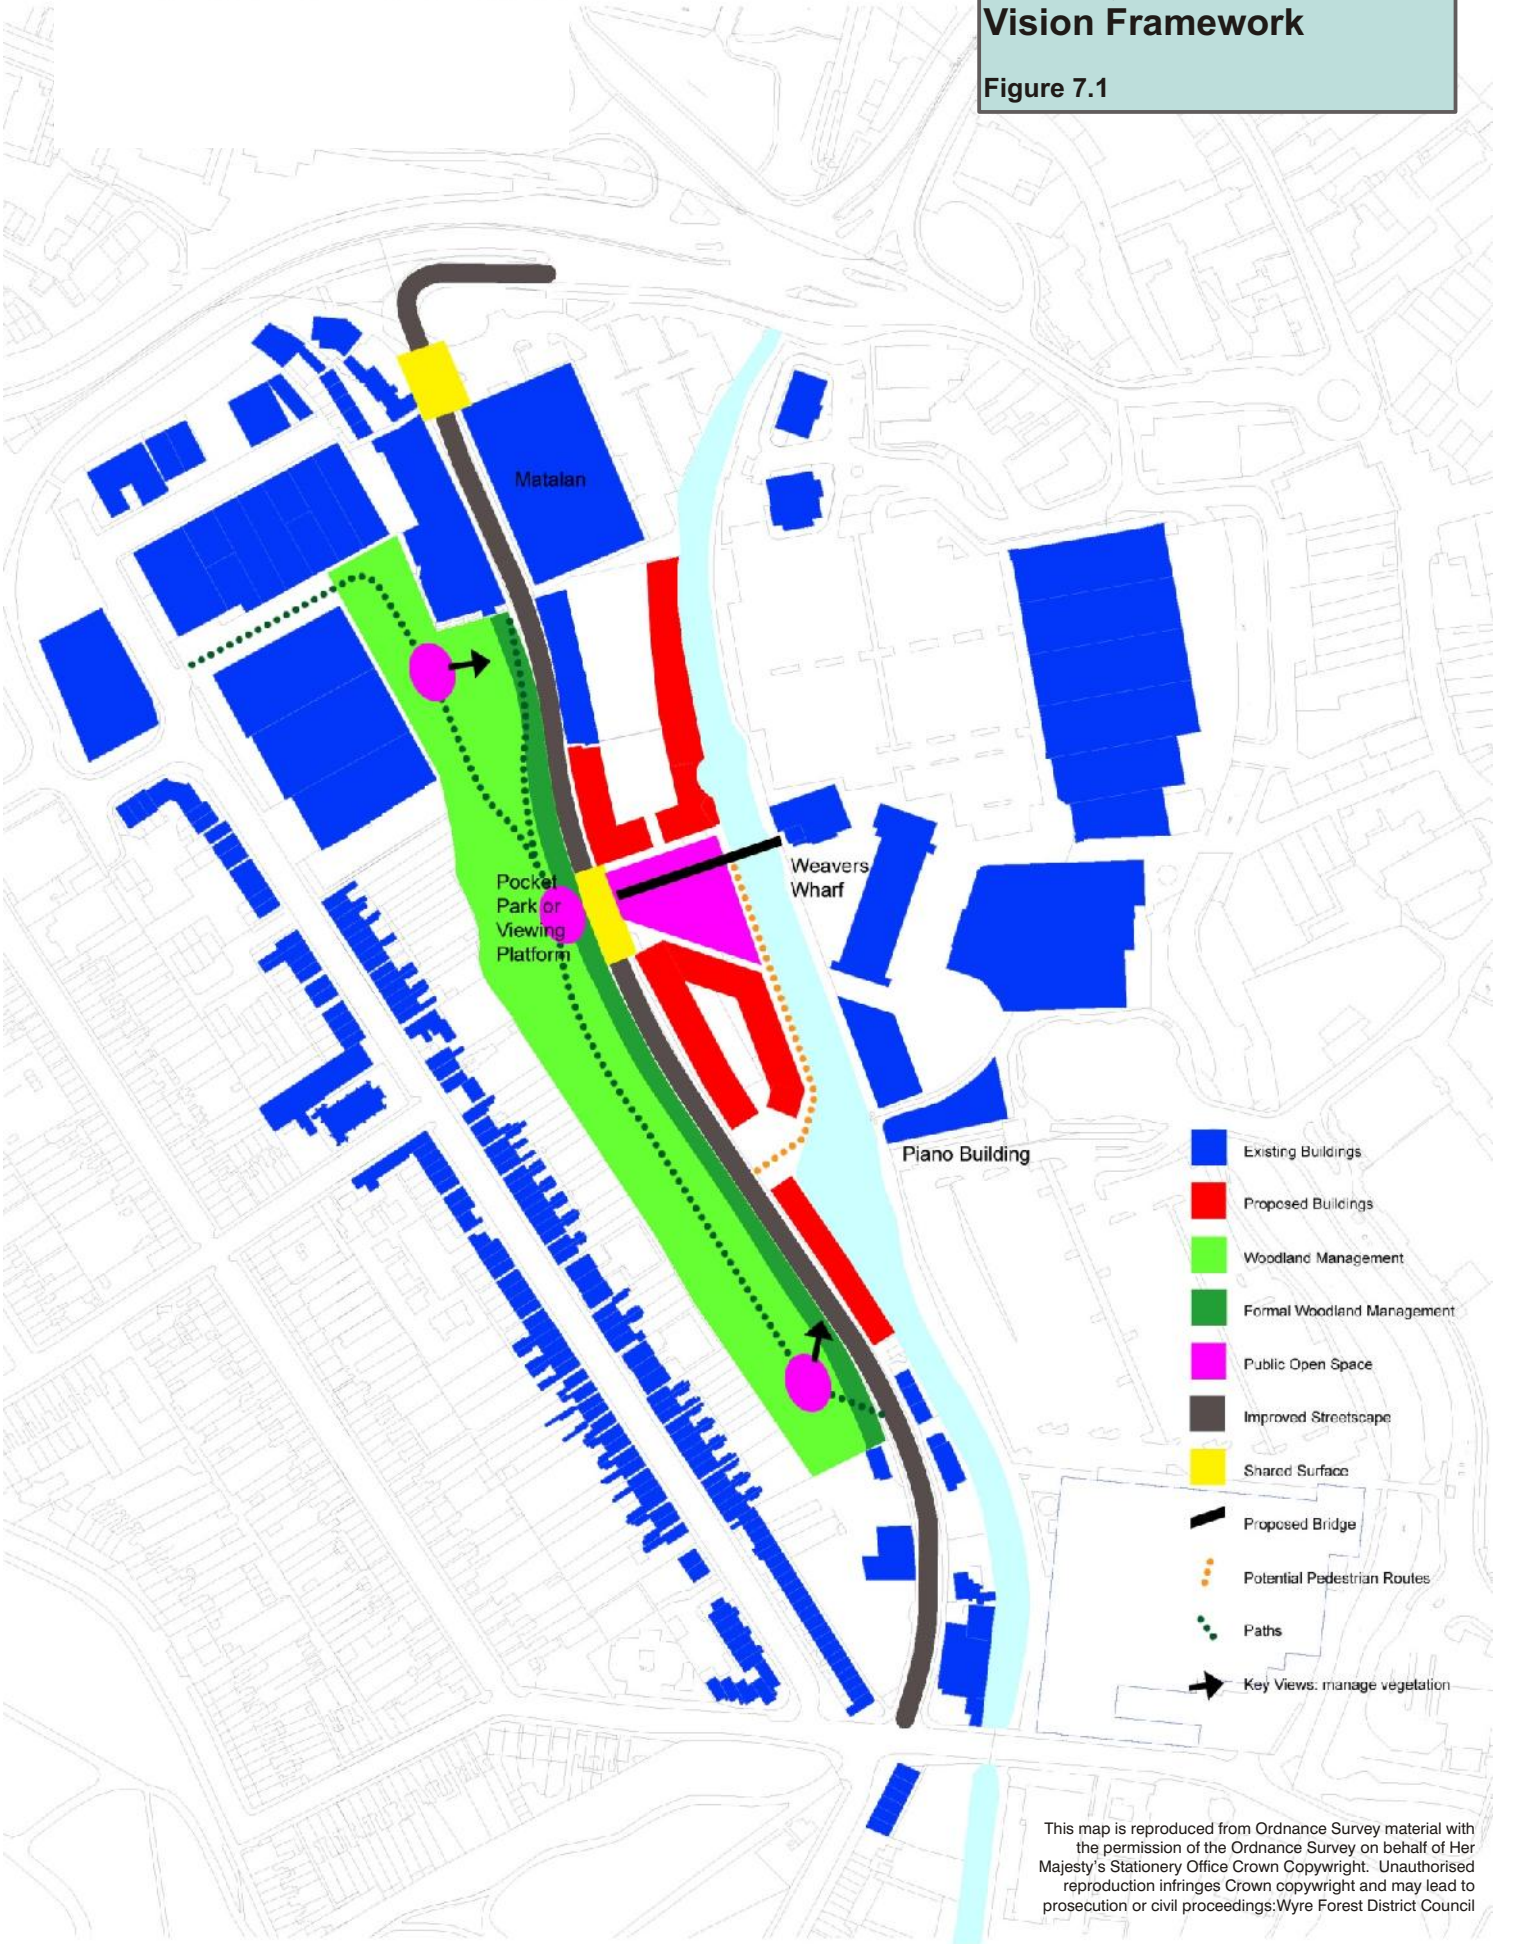 Vision Framework
Figure 7.1
Matalan
Weavers
Wharf
Pocket
Park or
Viewing
Platform
Piano Building
Existing Buildings
Proposed Buildings
Woodland Management
Formal Woodland Management
Public Open Space
Improved Streetscape
Shared Surface
Proposed Bridge
Potential Pedestrian Routes
Paths
Key Views: manage vegetation
This map is reproduced from Ordnance Survey material with
the permission of the Ordnance Survey on behalf of Her
Majesty's Stationery Office Crown Copywright.  Unauthorised
reproduction infringes Crown copywright and may lead to
prosecution or civil proceedings:Wyre Forest District Council